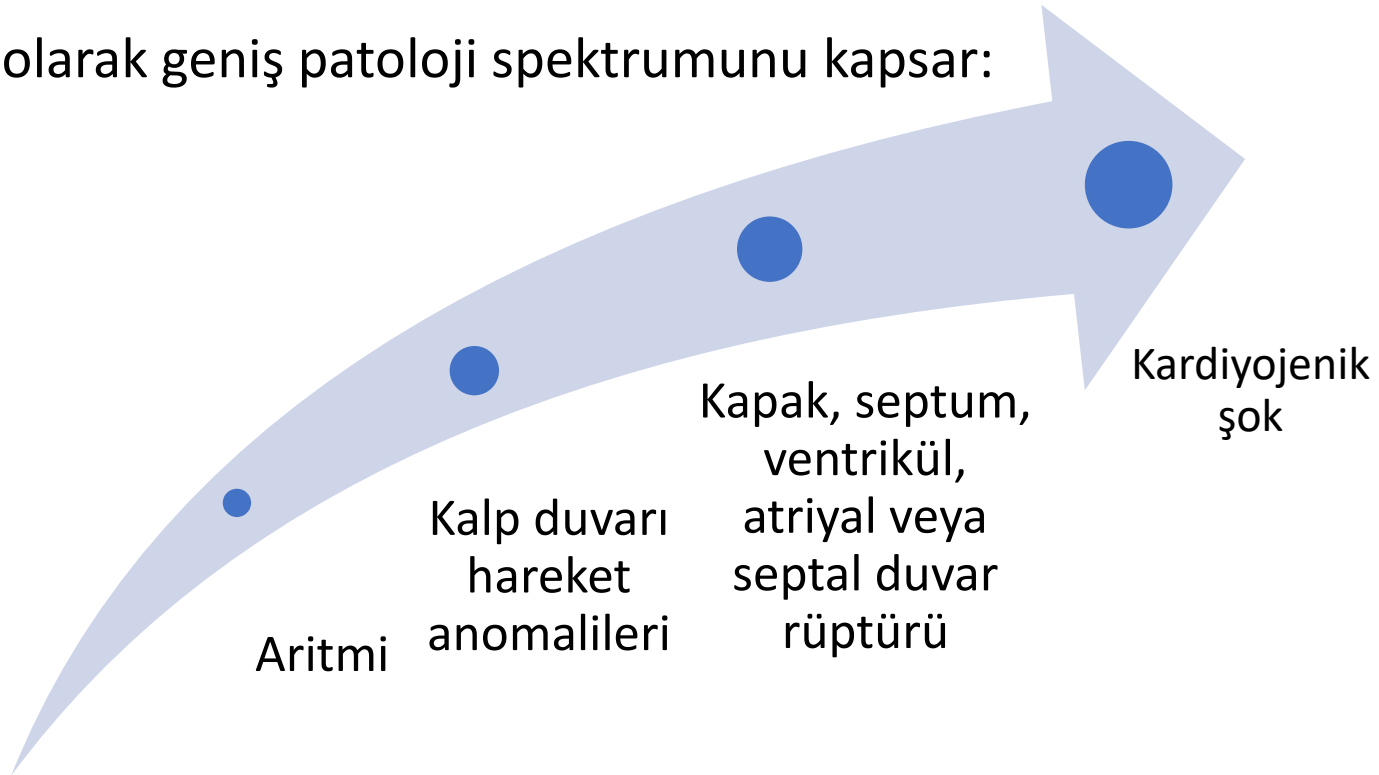 olarak geniş patoloji spektrumunu kapsar:
Aritmi
Kalp duvarı
hareket
anomalileri
Kapak, septum,
ventrikül,
atriyal veya
septal duvar
rüptürü
Kardiyojenik
şok